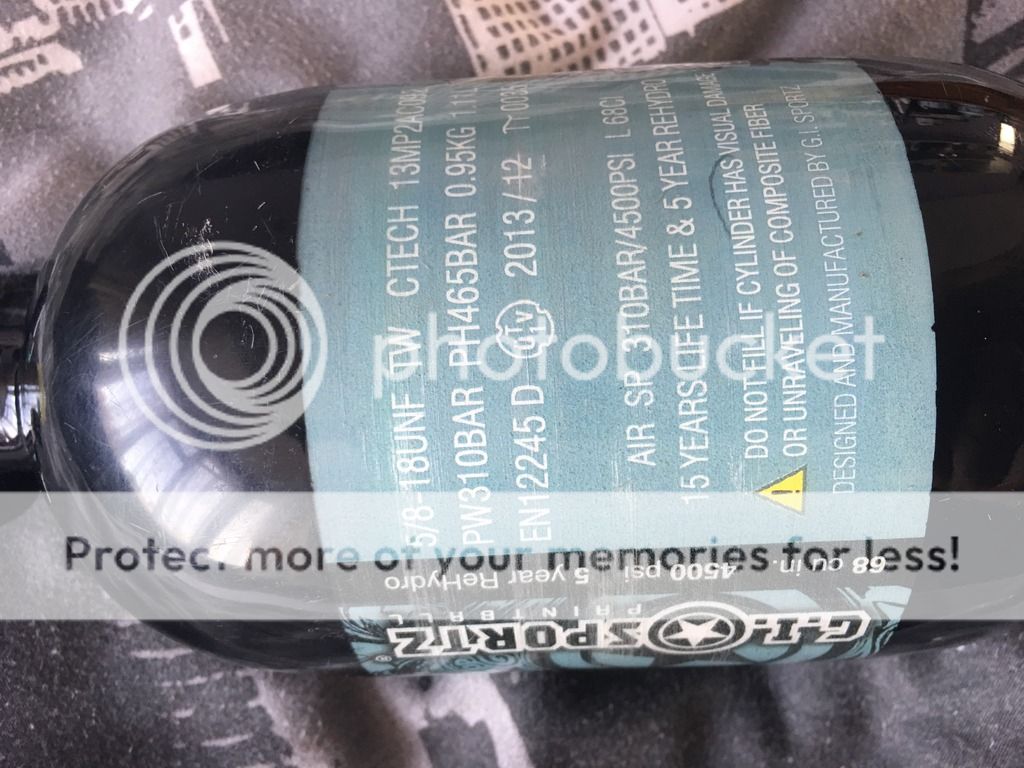 5/8-18UNF TW CTECH
PW310BAR PH465BAR 0.95KG
EN12245 D TÜV 2013/12
AIR SP 310BAR/4500PSI L 68CI
15 YEARS LIFE TIME & 5 YEAR REHYDRO
DO NOT FILL IF CYLINDER HAS VISUAL DAMAGE
OR UNRAVELING OF COMPOSITE FIBER
DESIGNED AND MANUFACTURED BY G.I. SPORTZ
G.I. SPORTZ®
PAINTBALL
68 cu in. 4500 psi 5 year ReHydro
photobucket
Protect more of your memories for less!